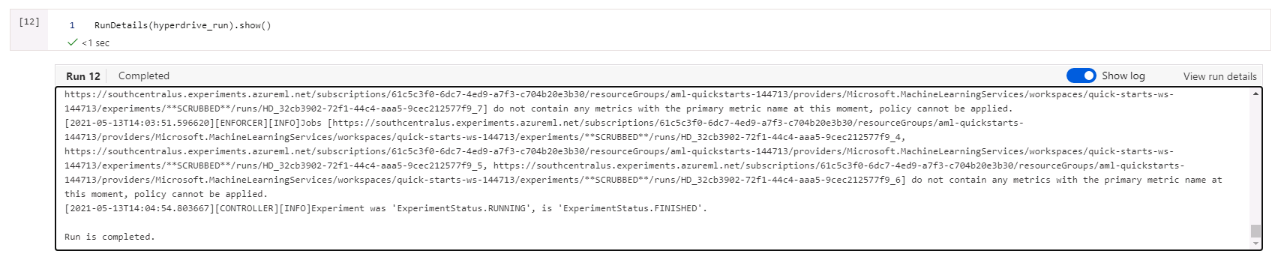 [12]
1 RunDetails(hyperdrive_run).show()
<1 sec
Run 12 Completed Show log View run details
https://southcentralus.experiments.azureml.net/subscriptions/61c5c3f0-6dc7-4ed9-a7f3-c704b20e3b30/resourceGroups/aml-quickstarts-144713/providers/Microsoft.MachineLearningServices/workspaces/quick-starts-ws-
144713/experiments/**SCRUBBED**/runs/HD_32cb3902-72f1-44c4-aaa5-9cec212577f9_7] do not contain any metrics with the primary metric name at this moment, policy cannot be applied.
[2021-05-13T14:03:51.596620][ENFORCER][INFO]Jobs [https://southcentralus.experiments.azureml.net/subscriptions/61c5c3f0-6dc7-4ed9-a7f3-c704b20e3b30/resourceGroups/aml-quickstarts-
144713/providers/Microsoft.MachineLearningServices/workspaces/quick-starts-ws-144713/experiments/**SCRUBBED**/runs/HD_32cb3902-72f1-44c4-aaa5-9cec212577f9_4,
https://southcentralus.experiments.azureml.net/subscriptions/61c5c3f0-6dc7-4ed9-a7f3-c704b20e3b30/resourceGroups/aml-quickstarts-144713/providers/Microsoft.MachineLearningServices/workspaces/quick-starts-ws-
144713/experiments/**SCRUBBED**/runs/HD_32cb3902-72f1-44c4-aaa5-9cec212577f9_5, https://southcentralus.experiments.azureml.net/subscriptions/61c5c3f0-6dc7-4ed9-a7f3-c704b20e3b30/resourceGroups/aml-quickstarts-
144713/providers/Microsoft.MachineLearningServices/workspaces/quick-starts-ws-144713/experiments/**SCRUBBED**/runs/HD_32cb3902-72f1-44c4-aaa5-9cec212577f9_6] do not contain any metrics with the primary metric name at
this moment, policy cannot be applied.
[2021-05-13T14:04:54.803667][CONTROLLER][INFO]Experiment was 'ExperimentStatus.RUNNING', is 'ExperimentStatus.FINISHED'.
Run is completed.